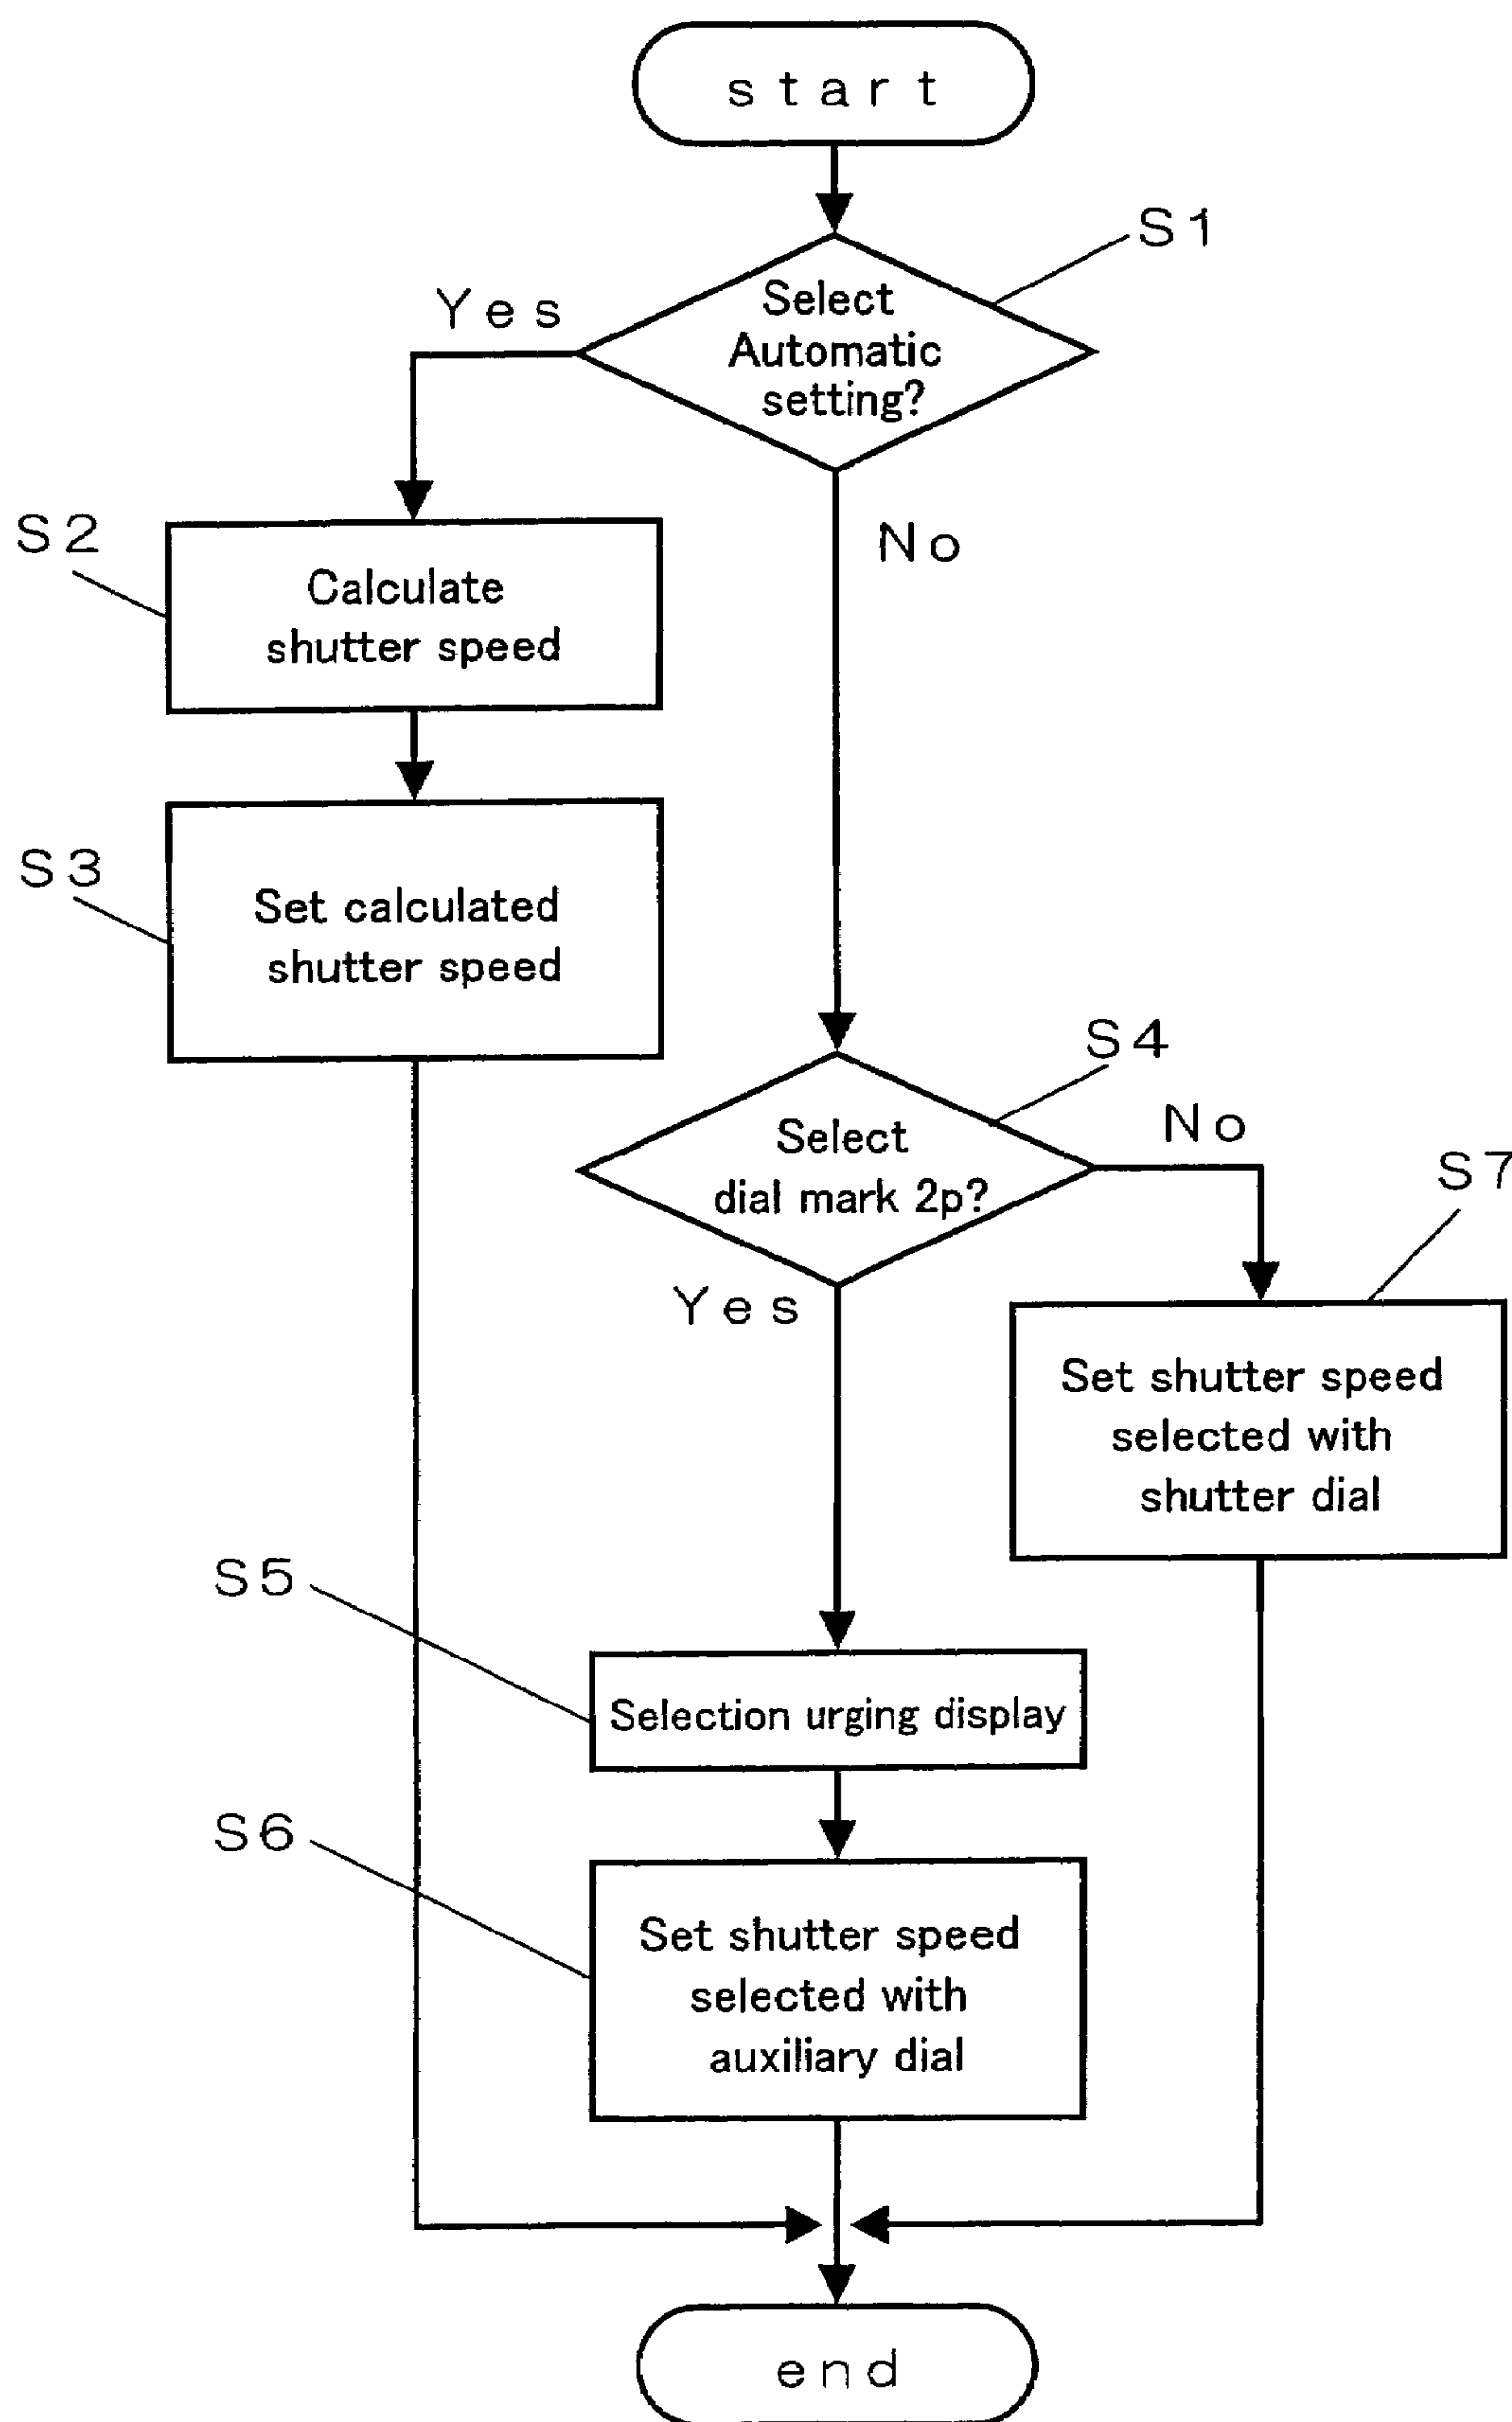 start
S1
Yes
Select
Automatic
setting?
S2
No
Calculate
shutter speed
S3
Set calculated
shutter speed
S4
Select
dial mark 2p?
No
S7
Yes
Set shutter speed
selected with
shutter dial
S5
Selection urging display
S6
Set shutter speed
selected with
auxiliary dial
end